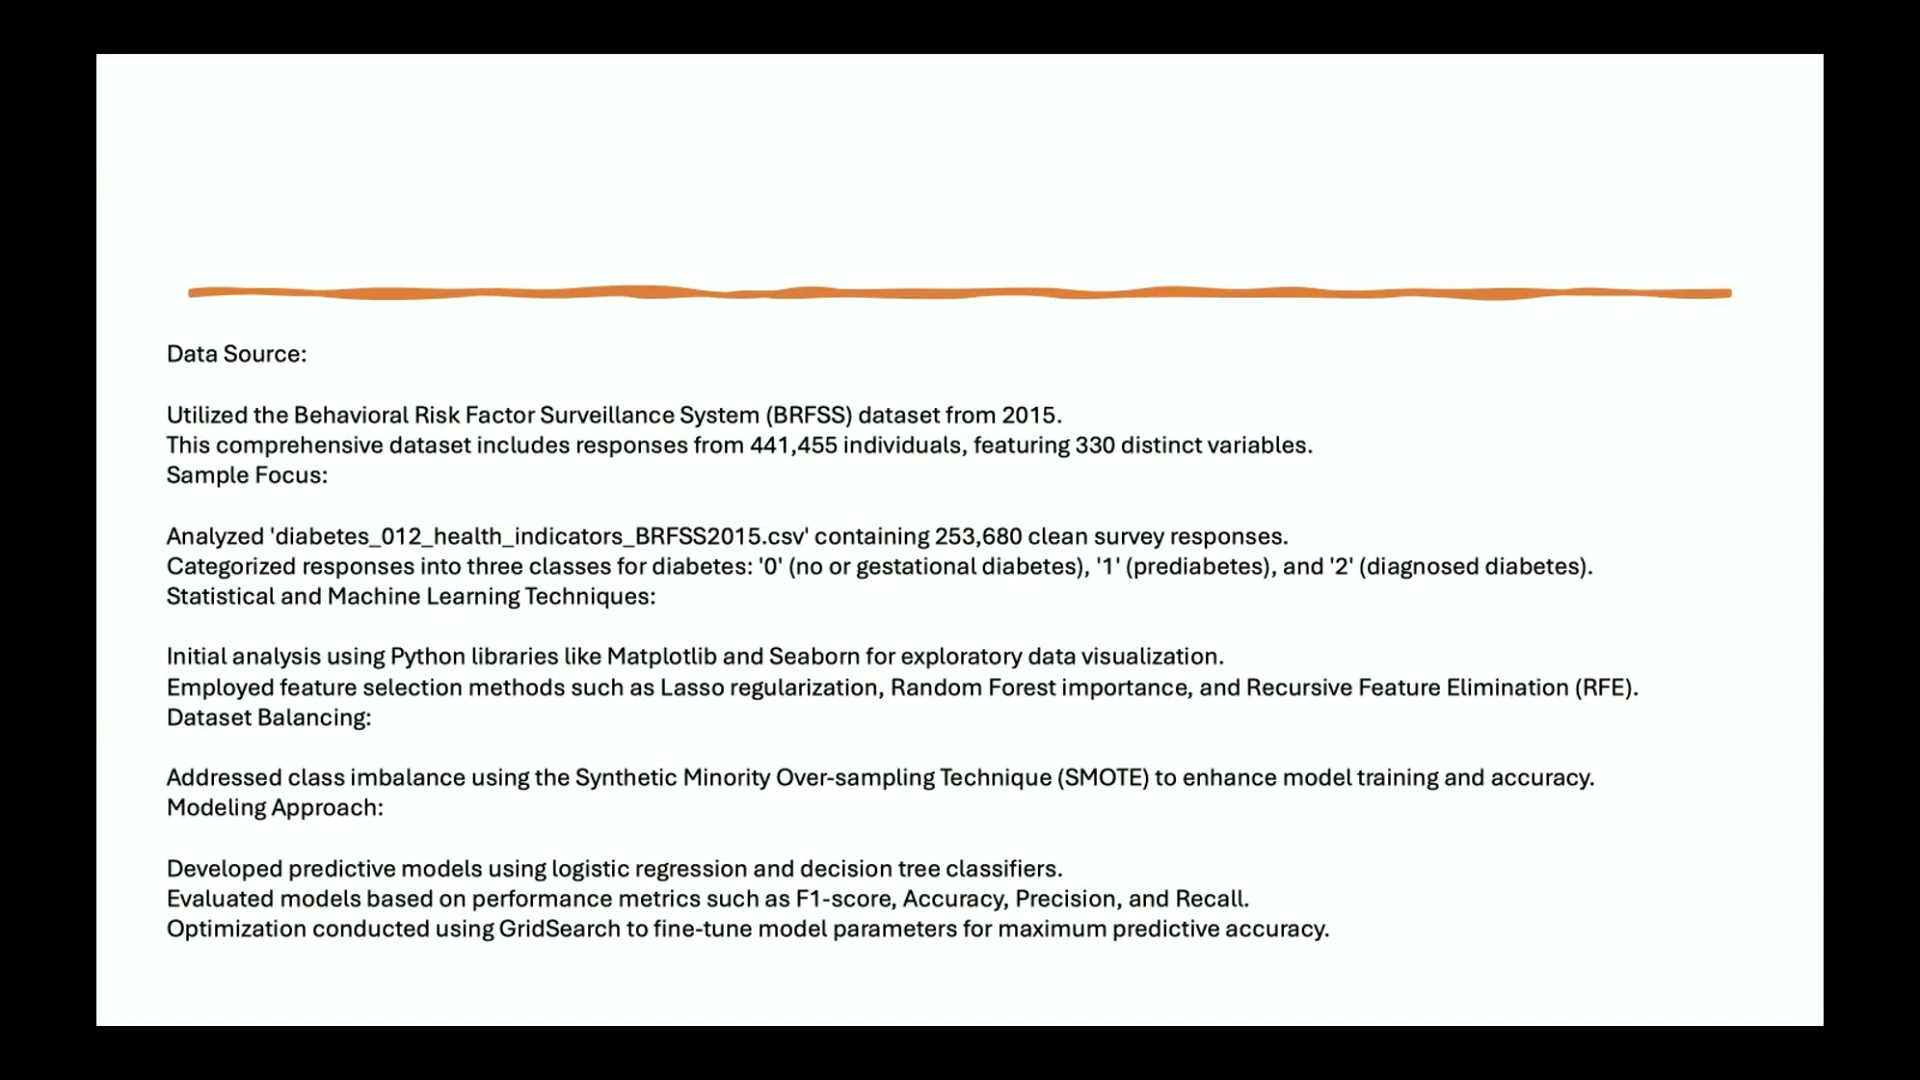 Data Source:
Utilized the Behavioral Risk Factor Surveillance System (BRFSS) dataset from 2015.
This comprehensive dataset includes responses from 441,455 individuals, featuring 330 distinct variables.
Sample Focus:
Analyzed 'diabetes_012_health_indicators_BRFSS2015.csv' containing 253,680 clean survey responses.
Categorized responses into three classes for diabetes: '0' (no or gestational diabetes), '1' (prediabetes), and '2' (diagnosed diabetes).
Statistical and Machine Learning Techniques:
Initial analysis using Python libraries like Matplotlib and Seaborn for exploratory data visualization.
Employed feature selection methods such as Lasso regularization, Random Forest importance, and Recursive Feature Elimination (RFE).
Dataset Balancing:
Addressed class imbalance using the Synthetic Minority Over-sampling Technique (SMOTE) to enhance model training and accuracy.
Modeling Approach:
Developed predictive models using logistic regression and decision tree classifiers.
Evaluated models based on performance metrics such as F1-score, Accuracy, Precision, and Recall.
Optimization conducted using GridSearch to fine-tune model parameters for maximum predictive accuracy.